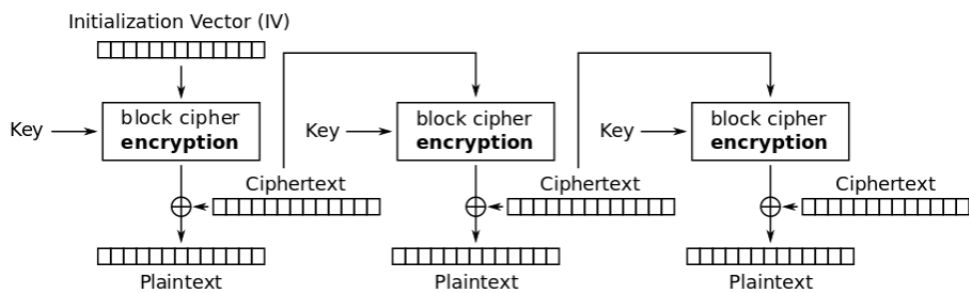 Initialization Vector (IV)
Key
block cipher
encryption
Key
block cipher
encryption
Key
block cipher
encryption
Ciphertext
Ciphertext
Ciphertext
Plaintext
Plaintext
Plaintext